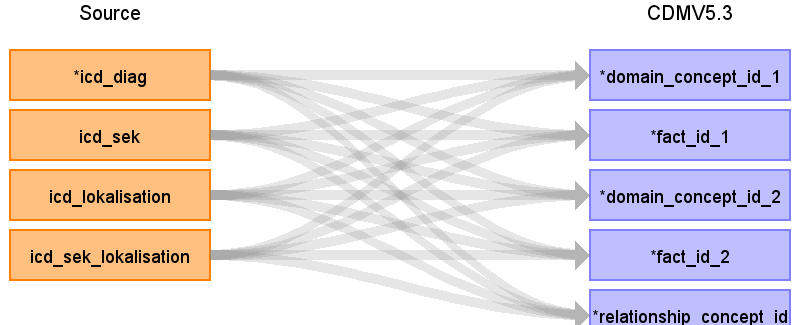 Source
CDMV5.3
*icd_diag
*domain_concept_id_1
icd_sek
*fact_id_1
icd_lokalisation
*domain_concept_id_2
icd_sek_lokalisation
*fact_id_2
*relationship_concept_id